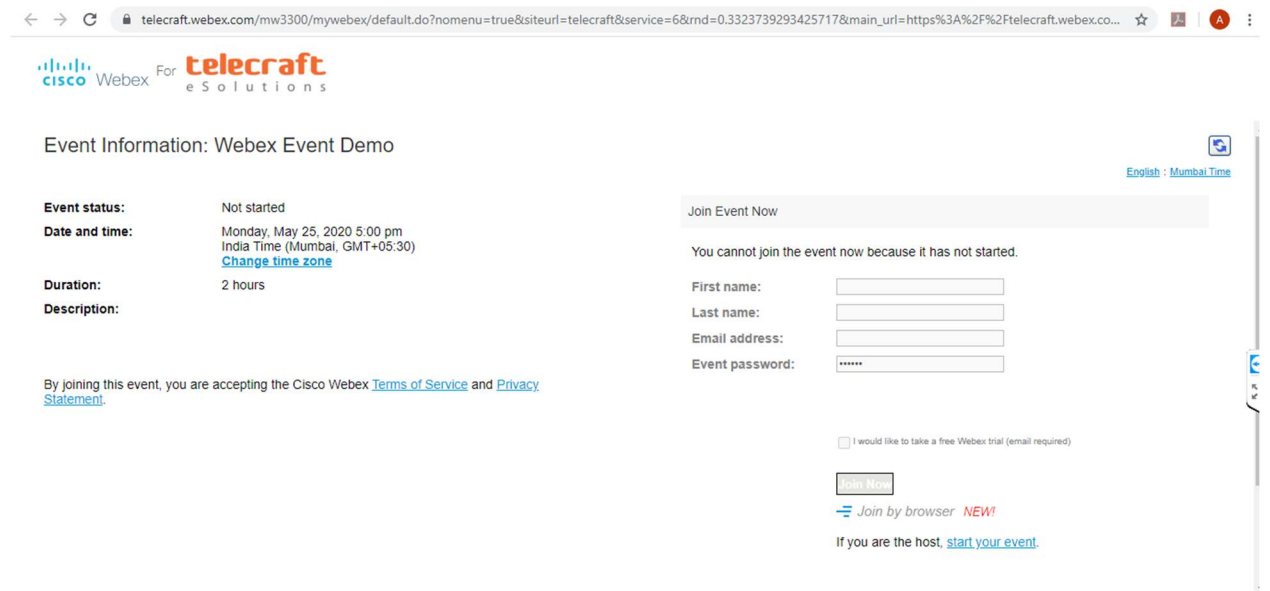 telecraft.webex.com/mw3300/mywebex/default.do?nomenu=true&siteurl=telecraft&service=6&rnd=0.3323739293425717&main_url=https%3A%2F%2Ftelecraft.webex.co...
A
cisco Webex For telecraft
eSolutions
Event Information: Webex Event Demo
English : Mumbai Time
Event status: Not started
Date and time: Monday, May 25, 2020 5:00 pm
India Time (Mumbai, GMT+05:30)
Change time zone
Duration: 2 hours
Description:
By joining this event, you are accepting the Cisco Webex Terms of Service and Privacy
Statement.
Join Event Now
You cannot join the event now because it has not started.
First name:
Last name:
Email address:
Event password: ••••••
I would like to take a free Webex trial (email required)
Join Now
Join by browser NEW!
If you are the host, start your event.